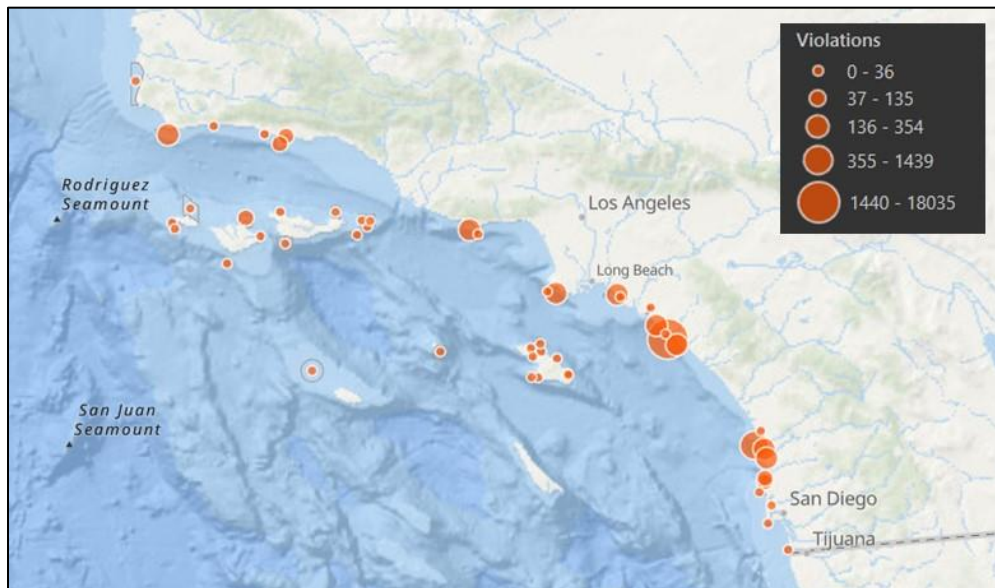 Violations
0 - 36
37 - 135
136 - 354
355 - 1439
1440 - 18035
Rodriguez
Seamount
Los Angeles
Long Beach
San Juan
Seamount
San Diego
Tijuana